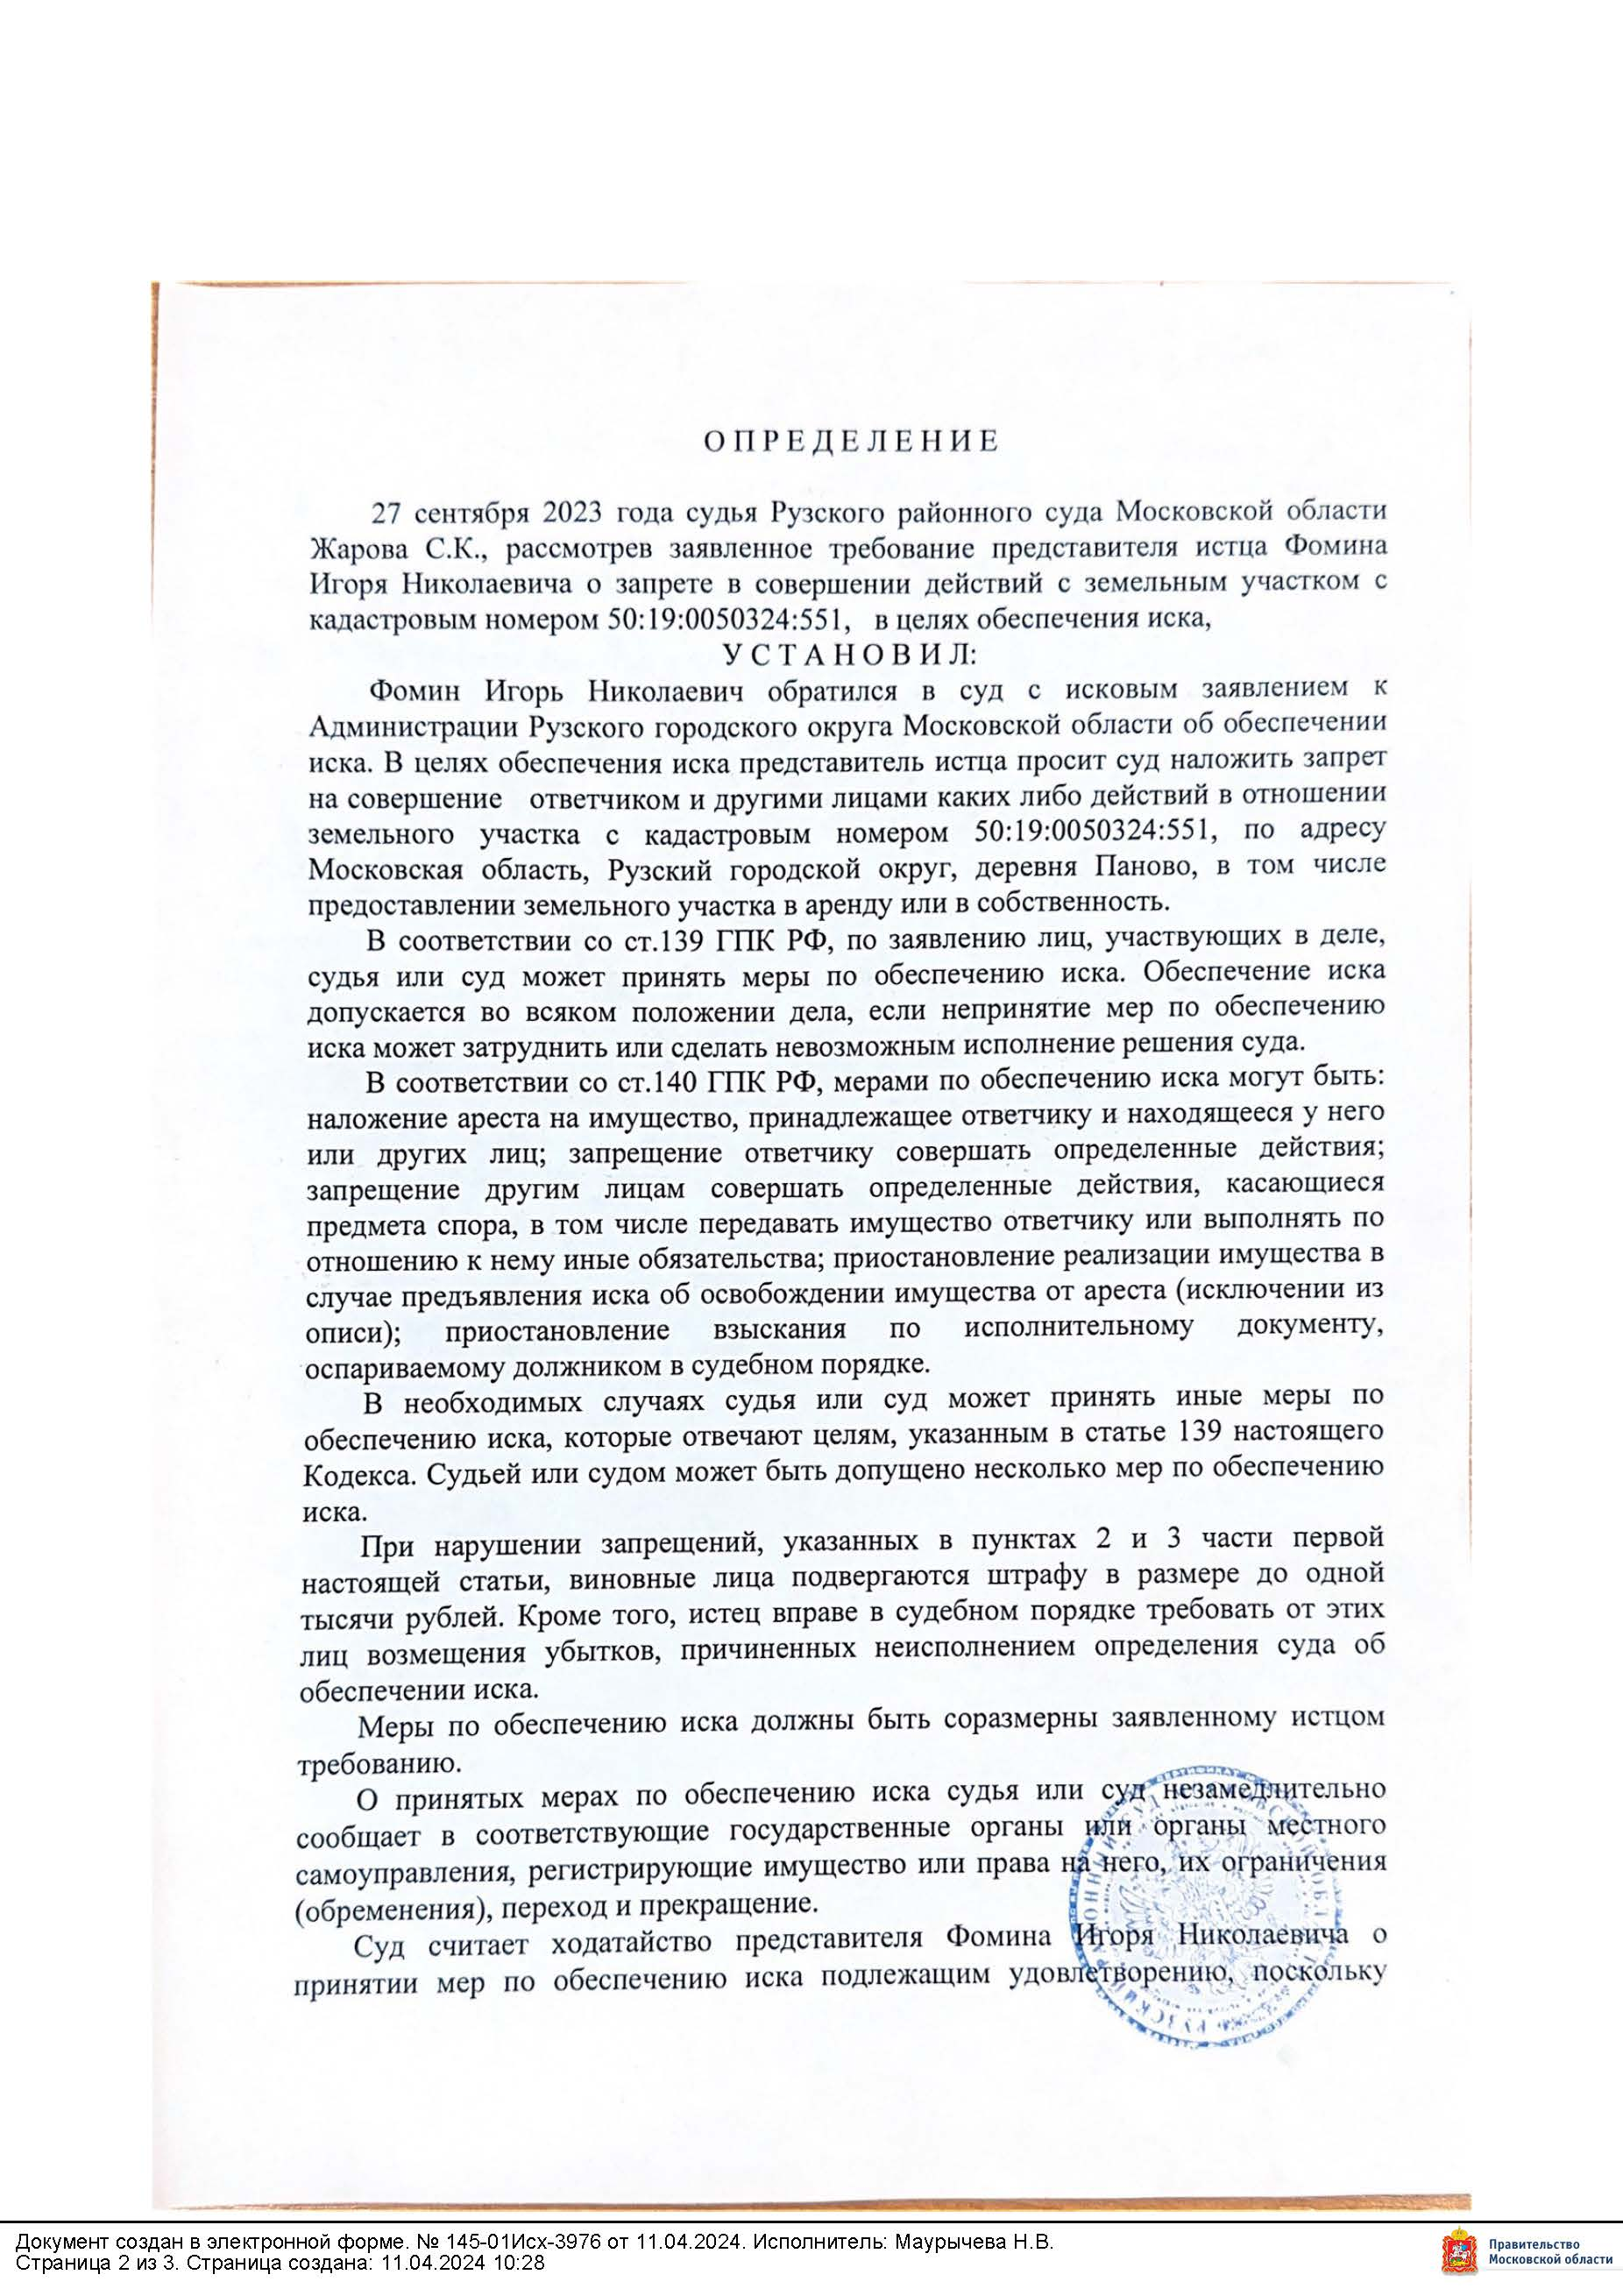 О П Р Е Д Е Л Е Н И Е
27 сентября 2023 года судья Рузского районного суда Московской области
Жарова С.К., рассмотрев заявленное требование представителя истца Фомина
Игоря Николаевича о запрете в совершении действий с земельным участком с
кадастровым номером 50:19:0050324:551, в целях обеспечения иска,
У С Т А Н О В И Л:
Фомин Игорь Николаевич обратился в суд с исковым заявлением к
Администрации Рузского городского округа Московской области об обеспечении
иска. В целях обеспечения иска представитель истца просит суд наложить запрет
на совершение ответчиком и другими лицами каких либо действий в отношении
земельного участка с кадастровым номером 50:19:0050324:551, по адресу
Московская область, Рузский городской округ, деревня Паново, в том числе
предоставлении земельного участка в аренду или в собственность.
В соответствии со ст.139 ГПК РФ, по заявлению лиц, участвующих в деле,
судья или суд может принять меры по обеспечению иска. Обеспечение иска
допускается во всяком положении дела, если непринятие мер по обеспечению
иска может затруднить или сделать невозможным исполнение решения суда.
В соответствии со ст.140 ГПК РФ, мерами по обеспечению иска могут быть:
наложение ареста на имущество, принадлежащее ответчику и находящееся у него
или других лиц; запрещение ответчику совершать определенные действия;
запрещение другим лицам совершать определенные действия, касающиеся
предмета спора, в том числе передавать имущество ответчику или выполнять по
отношению к нему иные обязательства; приостановление реализации имущества в
случае предъявления иска об освобождении имущества от ареста (исключении из
описи); приостановление взыскания по исполнительному документу,
оспариваемому должником в судебном порядке.
В необходимых случаях судья или суд может принять иные меры по
обеспечению иска, которые отвечают целям, указанным в статье 139 настоящего
Кодекса. Судьей или судом может быть допущено несколько мер по обеспечению
иска.
При нарушении запрещений, указанных в пунктах 2 и 3 части первой
настоящей статьи, виновные лица подвергаются штрафу в размере до одной
тысячи рублей. Кроме того, истец вправе в судебном порядке требовать от этих
лиц возмещения убытков, причиненных неисполнением определения суда об
обеспечении иска.
Меры по обеспечению иска должны быть соразмерны заявленному истцом
требованию.
О принятых мерах по обеспечению иска судья или суд незамедлительно
сообщает в соответствующие государственные органы или органы местного
самоуправления, регистрирующие имущество или права на него, их ограничения
(обременения), переход и прекращение.
Суд считает ходатайство представителя Фомина Игоря Николаевича о
принятии мер по обеспечению иска подлежащим удовлетворению, поскольку
Документ создан в электронной форме. № 145-01Исх-3976 от 11.04.2024. Исполнитель: Маурычева Н.В.
Страница 2 из 3. Страница создана: 11.04.2024 10:28
Правительство
Московской области